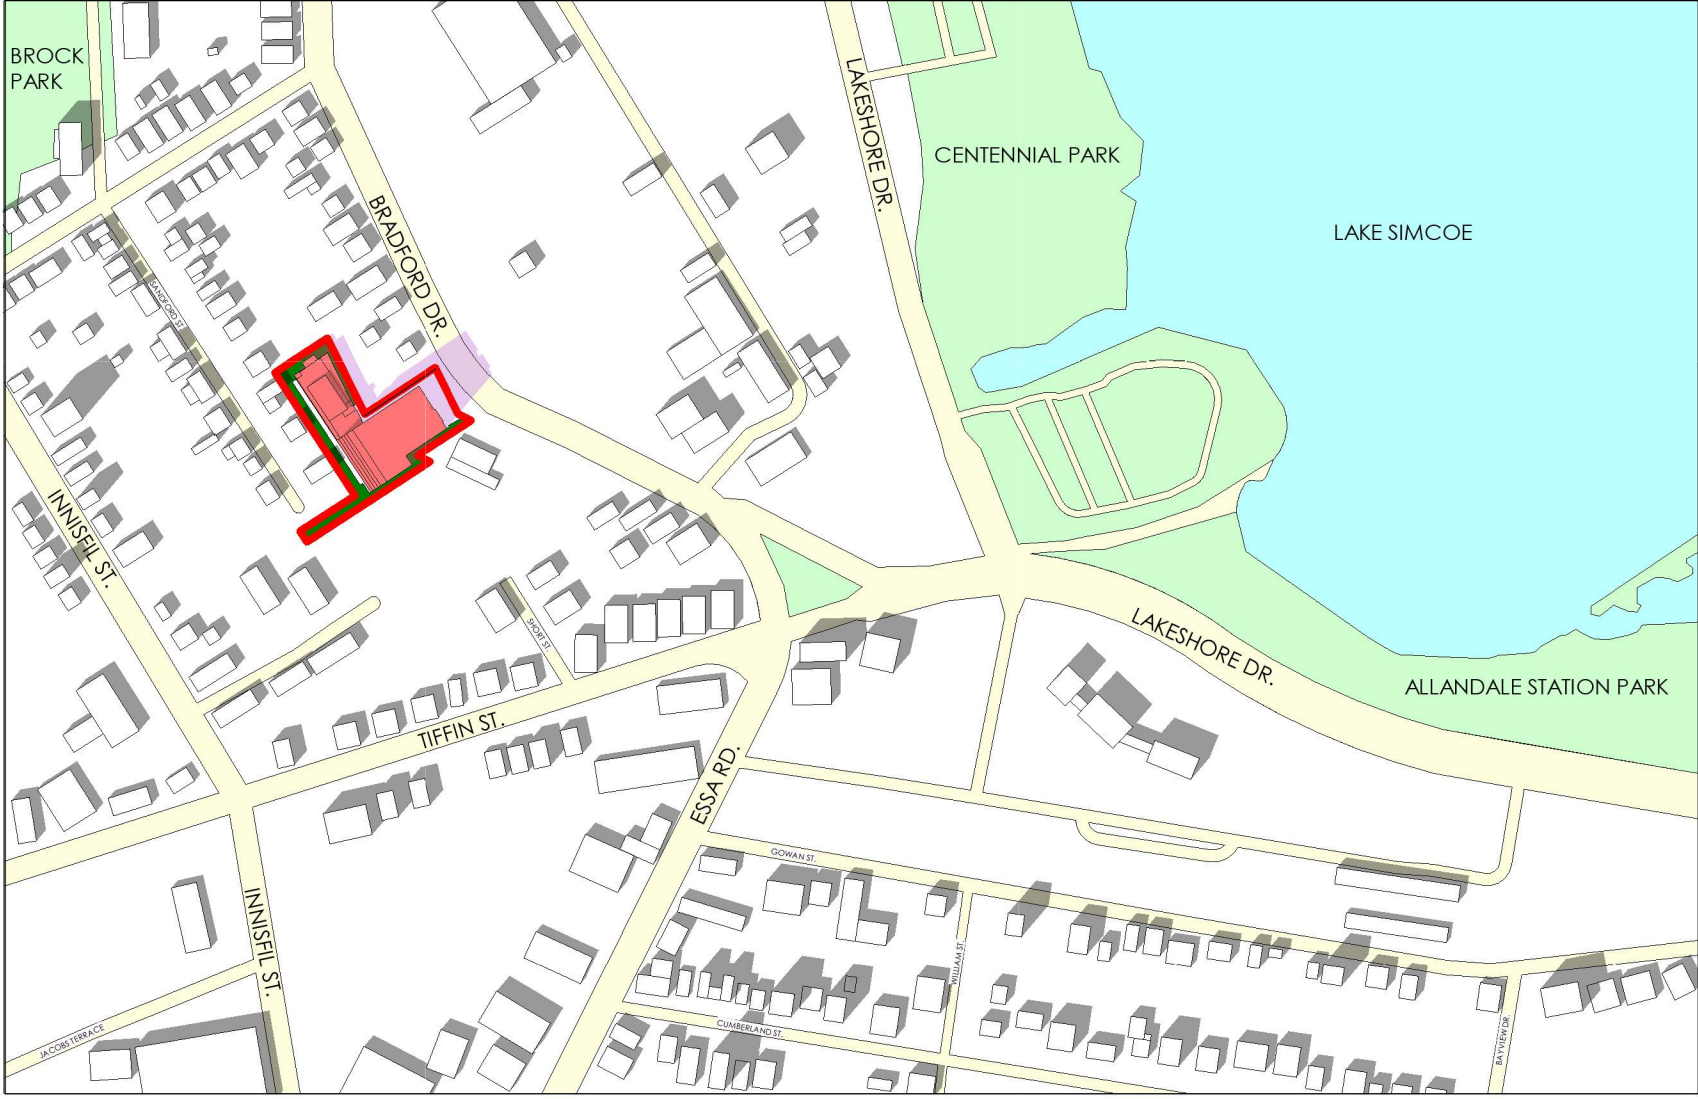 BROCK
PARK
LAKESHORE DR.
CENTENNIAL PARK
LAKE SIMCOE
BRADFORD DR.
SANDFORD ST.
INNISFIL ST.
SHORT ST.
LAKESHORE DR.
ALLANDALE STATION PARK
TIFFIN ST.
ESSA RD.
GOWAN ST.
INNISFIL ST.
WILLIAM ST.
CUMBERLAND ST.
JACOBS TERRACE
BAYVIEW DR.